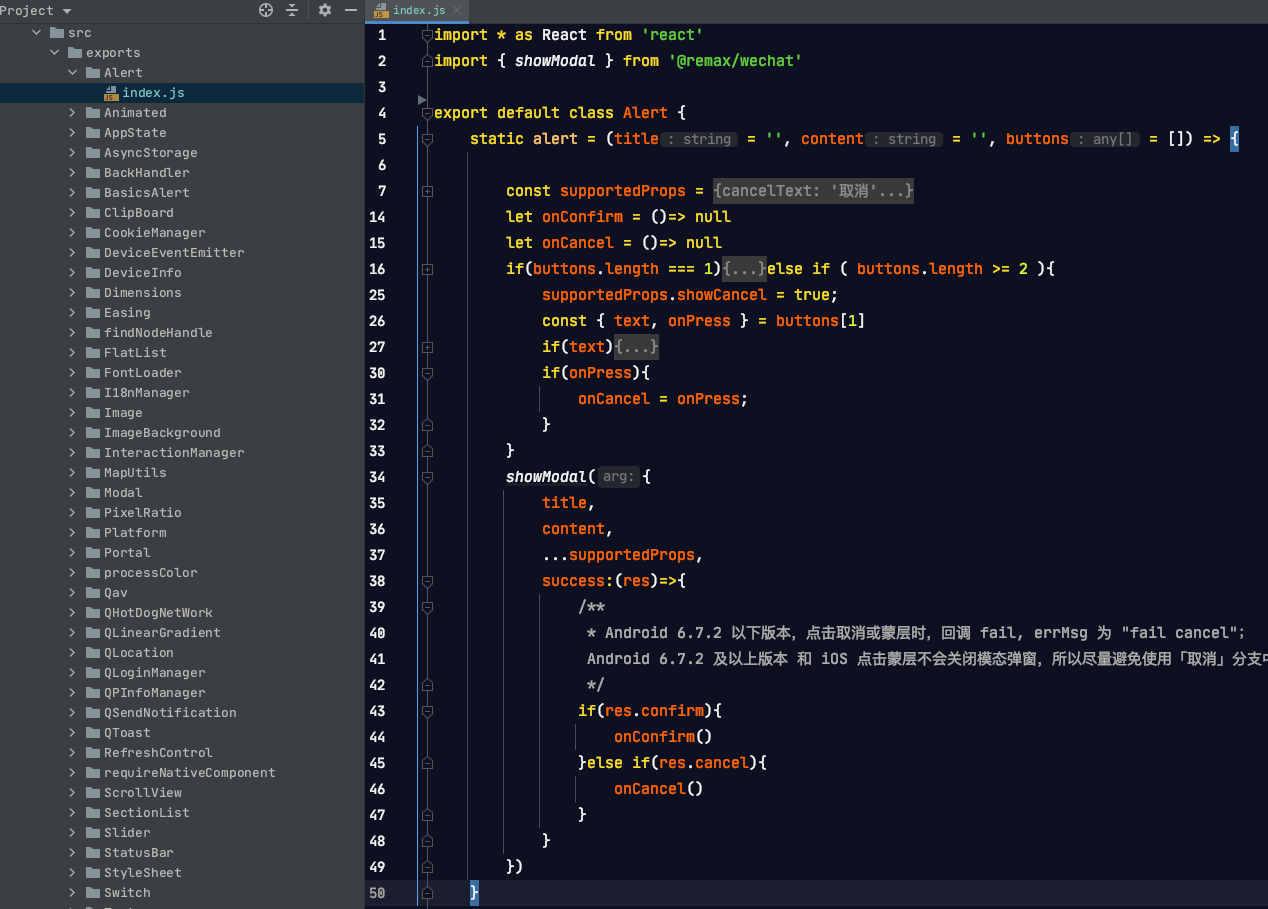 Project
src
exports
Alert
index.js
Animated
AppState
AsyncStorage
BackHandler
BasicsAlert
ClipBoard
CookieManager
DeviceEventEmitter
DeviceInfo
Dimensions
Easing
findNodeHandle
FlatList
FontLoader
I18nManager
Image
ImageBackground
InteractionManager
MapUtils
Modal
PixelRatio
Platform
Portal
processColor
Qav
QHotDogNetWork
QLinearGradient
QLocation
QLoginManager
QPInfoManager
QSendNotification
QToast
RefreshControl
requireNativeComponent
ScrollView
SectionList
Slider
StatusBar
StyleSheet
Switch
index.js
1 import * as React from 'react'
2 import { showModal } from '@remax/wechat'
3
4 export default class Alert {
5 static alert = (title : string = '', content : string = '', buttons : any[] = []) => {
6
7 const supportedProps = {cancelText: '取消'...}
14 let onConfirm = ()=> null
15 let onCancel = ()=> null
16 if(buttons.length === 1){...}else if ( buttons.length >= 2 ){
25 supportedProps.showCancel = true;
26 const { text, onPress } = buttons[1]
27 if(text){...}
30 if(onPress){
31 onCancel = onPress;
32 }
33 }
34 showModal( arg: {
35 title,
36 content,
37 ...supportedProps,
38 success:(res)=>{
39 /**
40 * Android 6.7.2 以下版本，点击取消或蒙层时，回调 fail, errMsg 为 "fail cancel"；
41 Android 6.7.2 及以上版本 和 iOS 点击蒙层不会关闭模态弹窗，所以尽量避免使用「取消」分支中
42 */
43 if(res.confirm){
44 onConfirm()
45 }else if(res.cancel){
46 onCancel()
47 }
48 }
49 })
50 }